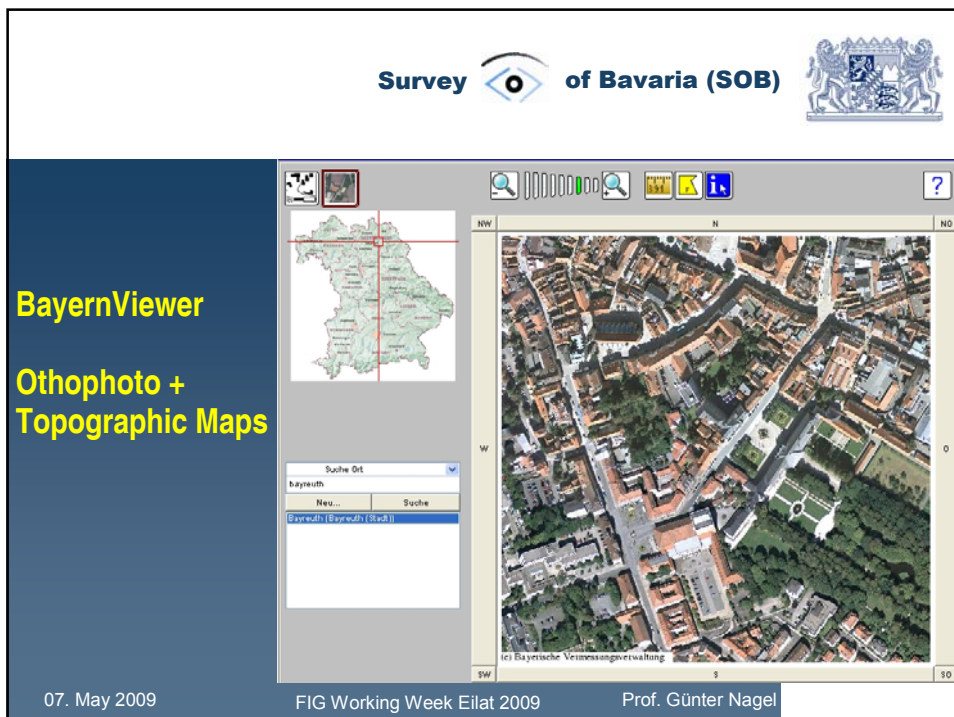 Survey of Bavaria (SOB)
BayernViewer
Othophoto +
Topographic Maps
?
NW N NO
W O
Suche Ort
bayreuth
Neu... Suche
Bayreuth (Bayreuth (Stadt))
(c) Bayerische Vermessungsverwaltung
SW S SO
07. May 2009 FIG Working Week Eilat 2009 Prof. Günter Nagel